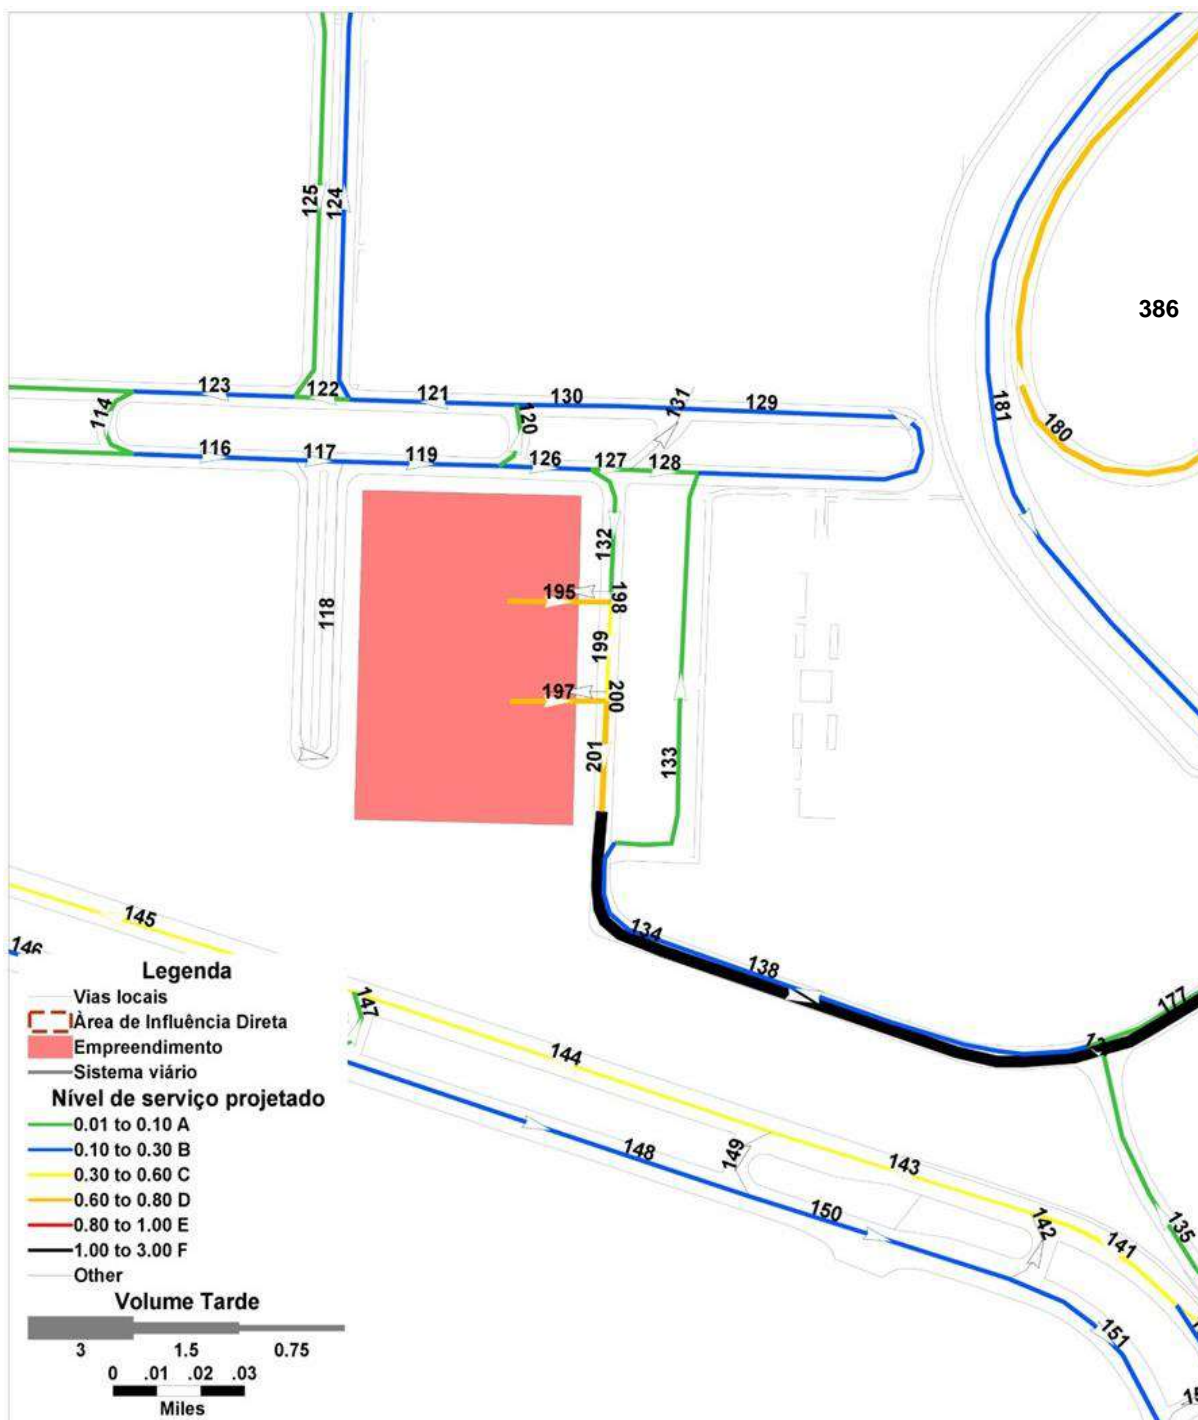 125
124
386
123
122
121
130
131
129
181
180
114
120
116
117
119
126
127
128
132
195
198
118
199
197
200
201
133
145
146
134
138
177
Legenda
Vias locais
Àrea de Influência Direta
Empreendimento
Sistema viário
Nível de serviço projetado
0.01 to 0.10 A
0.10 to 0.30 B
0.30 to 0.60 C
0.60 to 0.80 D
0.80 to 1.00 E
1.00 to 3.00 F
Other
Volume Tarde
3 1.5 0.75
0 .01 .02 .03
Miles
147
144
148
149
143
150
142
141
135
151